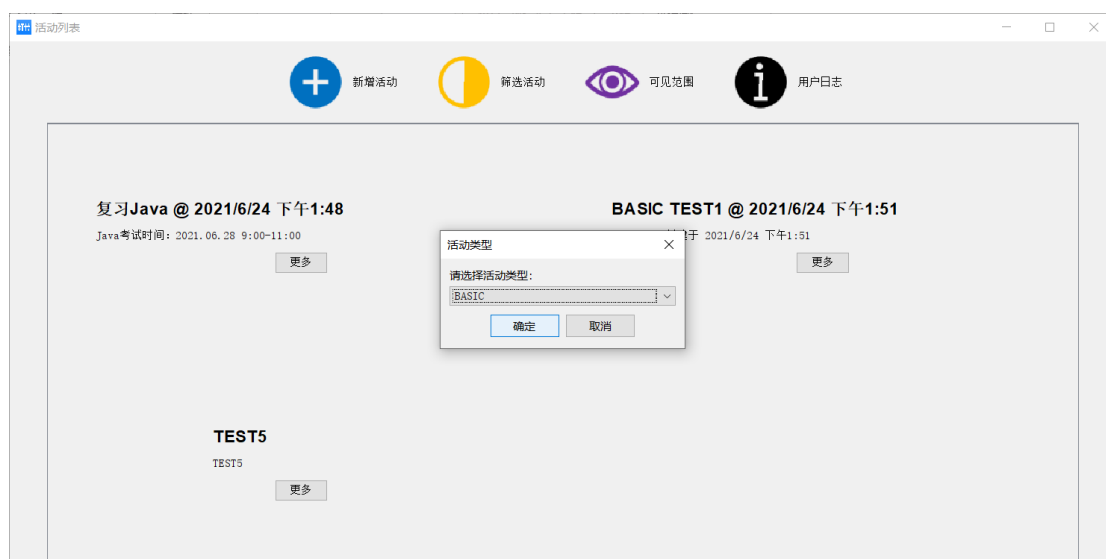 活动列表
新增活动 筛选活动 可见范围 用户日志
复习Java @ 2021/6/24 下午1:48
Java考试时间: 2021.06.28 9:00-11:00
更多
BASIC TEST1 @ 2021/6/24 下午1:51
于 2021/6/24 下午1:51
更多
活动类型
请选择活动类型:
BASIC
确定 取消
TEST5
TEST5
更多